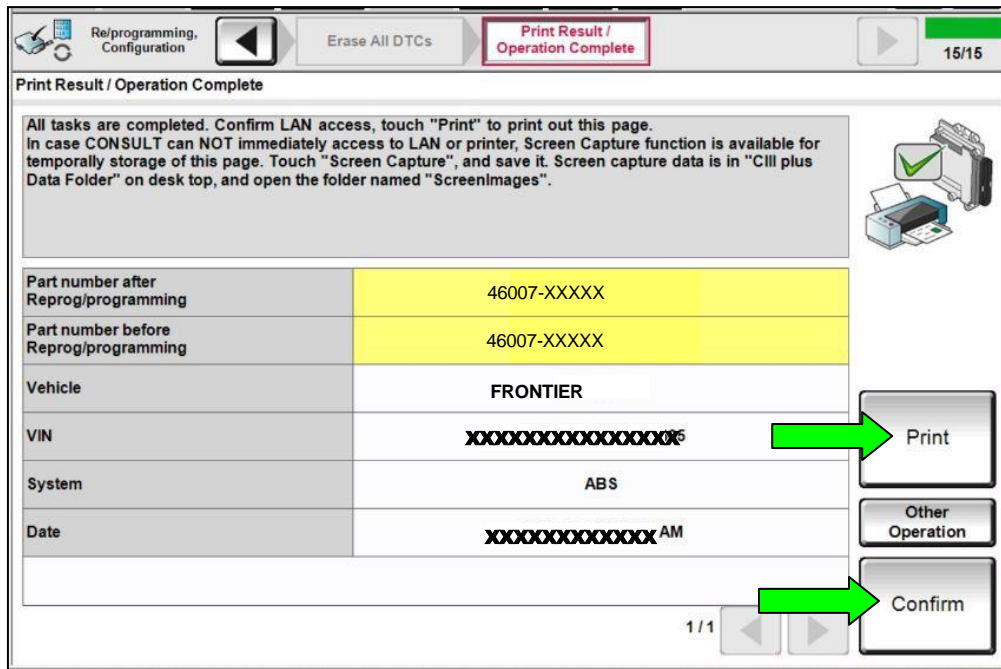 Re/programming,
Configuration
Erase All DTCs
Print Result /
Operation Complete
15/15
Print Result / Operation Complete
All tasks are completed. Confirm LAN access, touch "Print" to print out this page.
In case CONSULT can NOT immediately access to LAN or printer, Screen Capture function is available for
temporally storage of this page. Touch "Screen Capture", and save it. Screen capture data is in "CIII plus
Data Folder" on desk top, and open the folder named "ScreenImages".
Part number after
Reprog/programming
46007-XXXXX
Part number before
Reprog/programming
46007-XXXXX
Vehicle
FRONTIER
VIN
Print
System
ABS
Other
Operation
Date
XXXXXXXXXXXX AM
Confirm
1/1